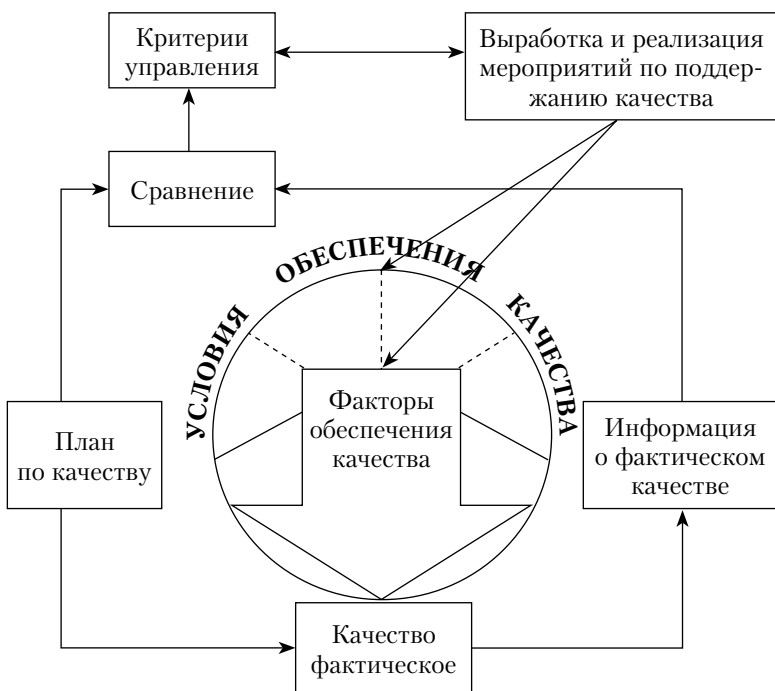 Критерии
управления
Выработка и реализация
мероприятий по поддер-
жанию качества
Сравнение
УСЛОВИЯ ОБЕСПЕЧЕНИЯ КАЧЕСТВА
План
по качеству
Факторы
обеспечения
качества
Информация
о фактическом
качестве
Качество
фактическое